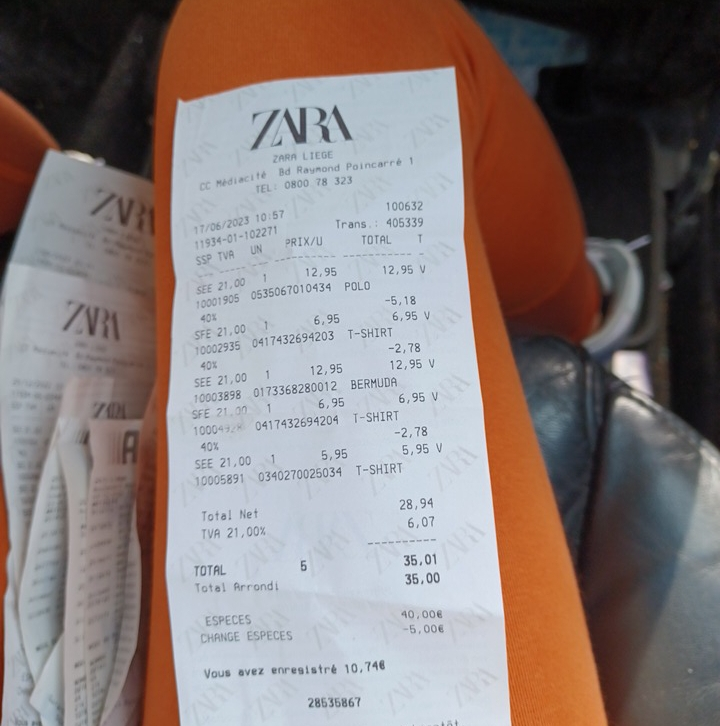 ZARA
ZARA LIEGE
CC Médiacité Bd Raymond Poincarré 1
TEL: 0800 78 323
100632
17/06/2023 10:57
Trans.: 405339
11934-01-102271
SSP TVA UN PRIX/U TOTAL T
SEE 21,00 1 12,95 12,95 V
10001905 0535067010434 POLO
40% -5,18
SFE 21,00 1 6,95 6,95 V
10002935 0417432694203 T-SHIRT
40% -2,78
SEE 21,00 1 12,95 12,95 V
10003898 0173368280012 BERMUDA
SFE 21,00 1 6,95 6,95 V
0417432694204 T-SHIRT
40% -2,78
SEE 21,00 1 5,95 5,95 V
10005891 0340270025034 T-SHIRT
Total Net 28,94
TVA 21,00% 6,07
TOTAL 5 35,01
Total Arrondi 35,00
ESPECES 40,00€
CHANGE ESPECES -5,00€
Vous avez enregistré 10,74€
28535867
ZARA
ZARA
ZARA